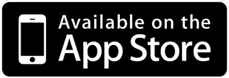 Available on the
App Store